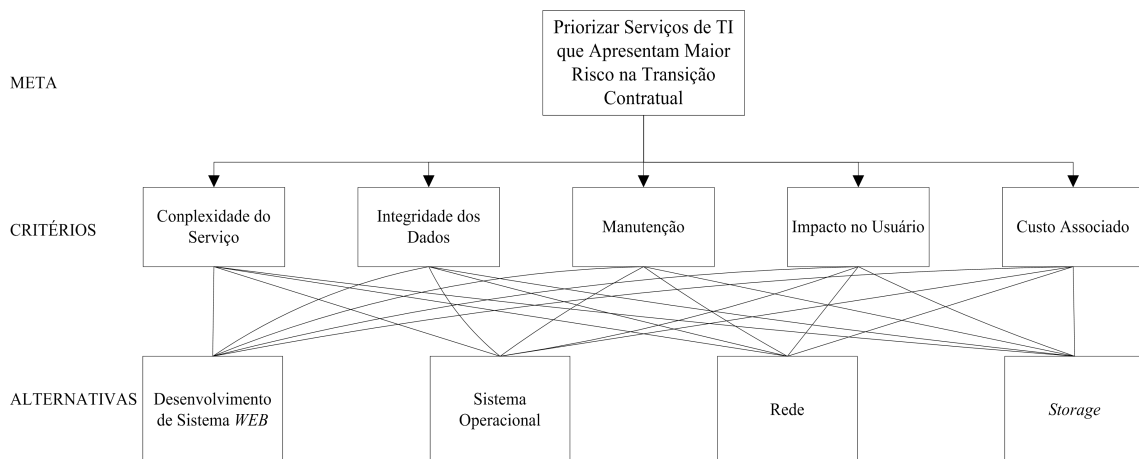 Priorizar Serviços de TI
que Apresentam Maior
Risco na Transição
Contratual
META
CRITÉRIOS
Conplexidade do
Serviço
Integridade dos
Dados
Manutenção
Impacto no Usuário
Custo Associado
ALTERNATIVAS
Desenvolvimento
de Sistema WEB
Sistema
Operacional
Rede
Storage